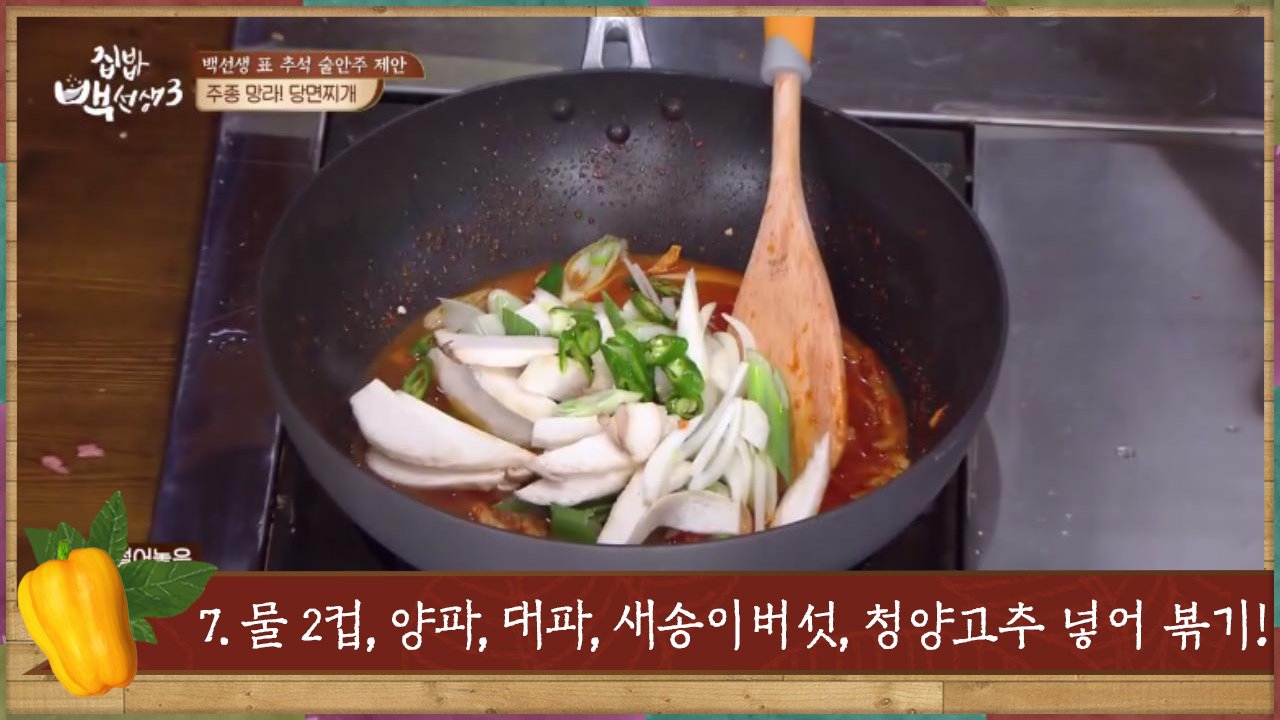 집밥
백선생3
백선생 표 추석 술안주 제안
주종 망라! 당면찌개
7. 물 2컵, 양파, 대파, 새송이버섯, 청양고추 넣어 볶기!